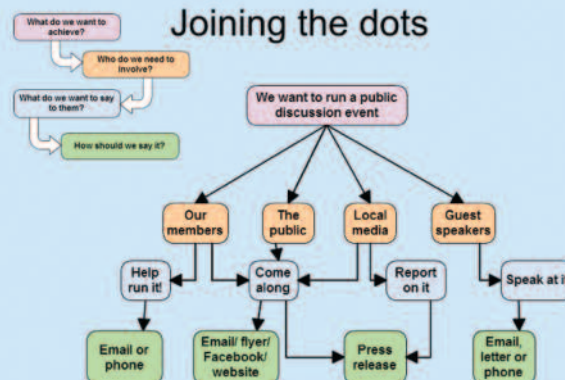 Joining the dots
What do we want to
achieve?
Who do we need to
involve?
What do we want to say
to them?
How should we say it?
We want to run a public
discussion event
Our
members
The
public
Local
media
Guest
speakers
Help
run it!
Come
along
Report
on it
Speak at it
Email or
phone
Email/ flyer/
Facebook/
website
Press
release
Email,
letter or
phone